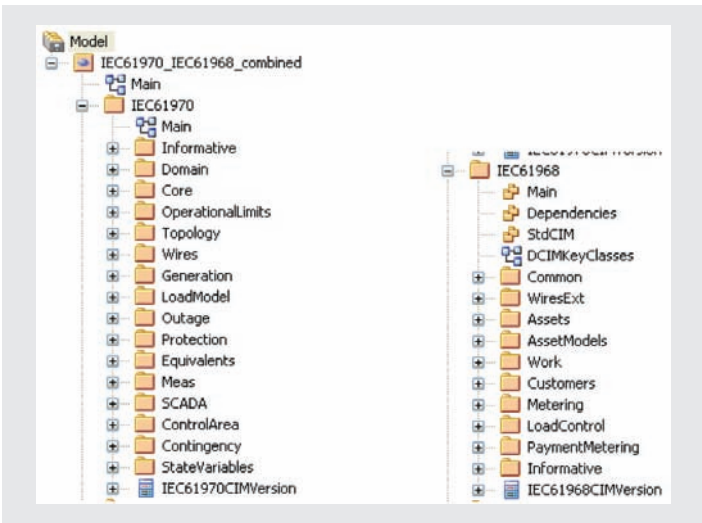 Model
IEC61970_IEC61968_combined
Main
IEC61970
Main
Informative
Domain
Core
OperationalLimits
Topology
Wires
Generation
LoadModel
Outage
Protection
Equivalents
Meas
SCADA
ControlArea
Contingency
StateVariables
IEC61970CIMVersion
IEC61968
Main
Dependencies
StdCIM
DCIMKeyClasses
Common
WiresExt
Assets
AssetModels
Work
Customers
Metering
LoadControl
PaymentMetering
Informative
IEC61968CIMVersion